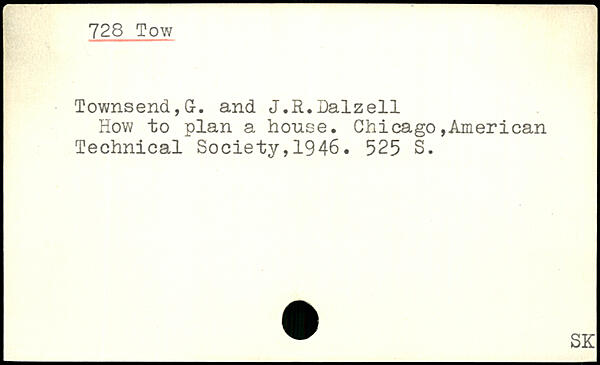 728 Tow
Townsend,G. and J.R.Dalzell
How to plan a house. Chicago,American
Technical Society,1946. 525 S.
SK